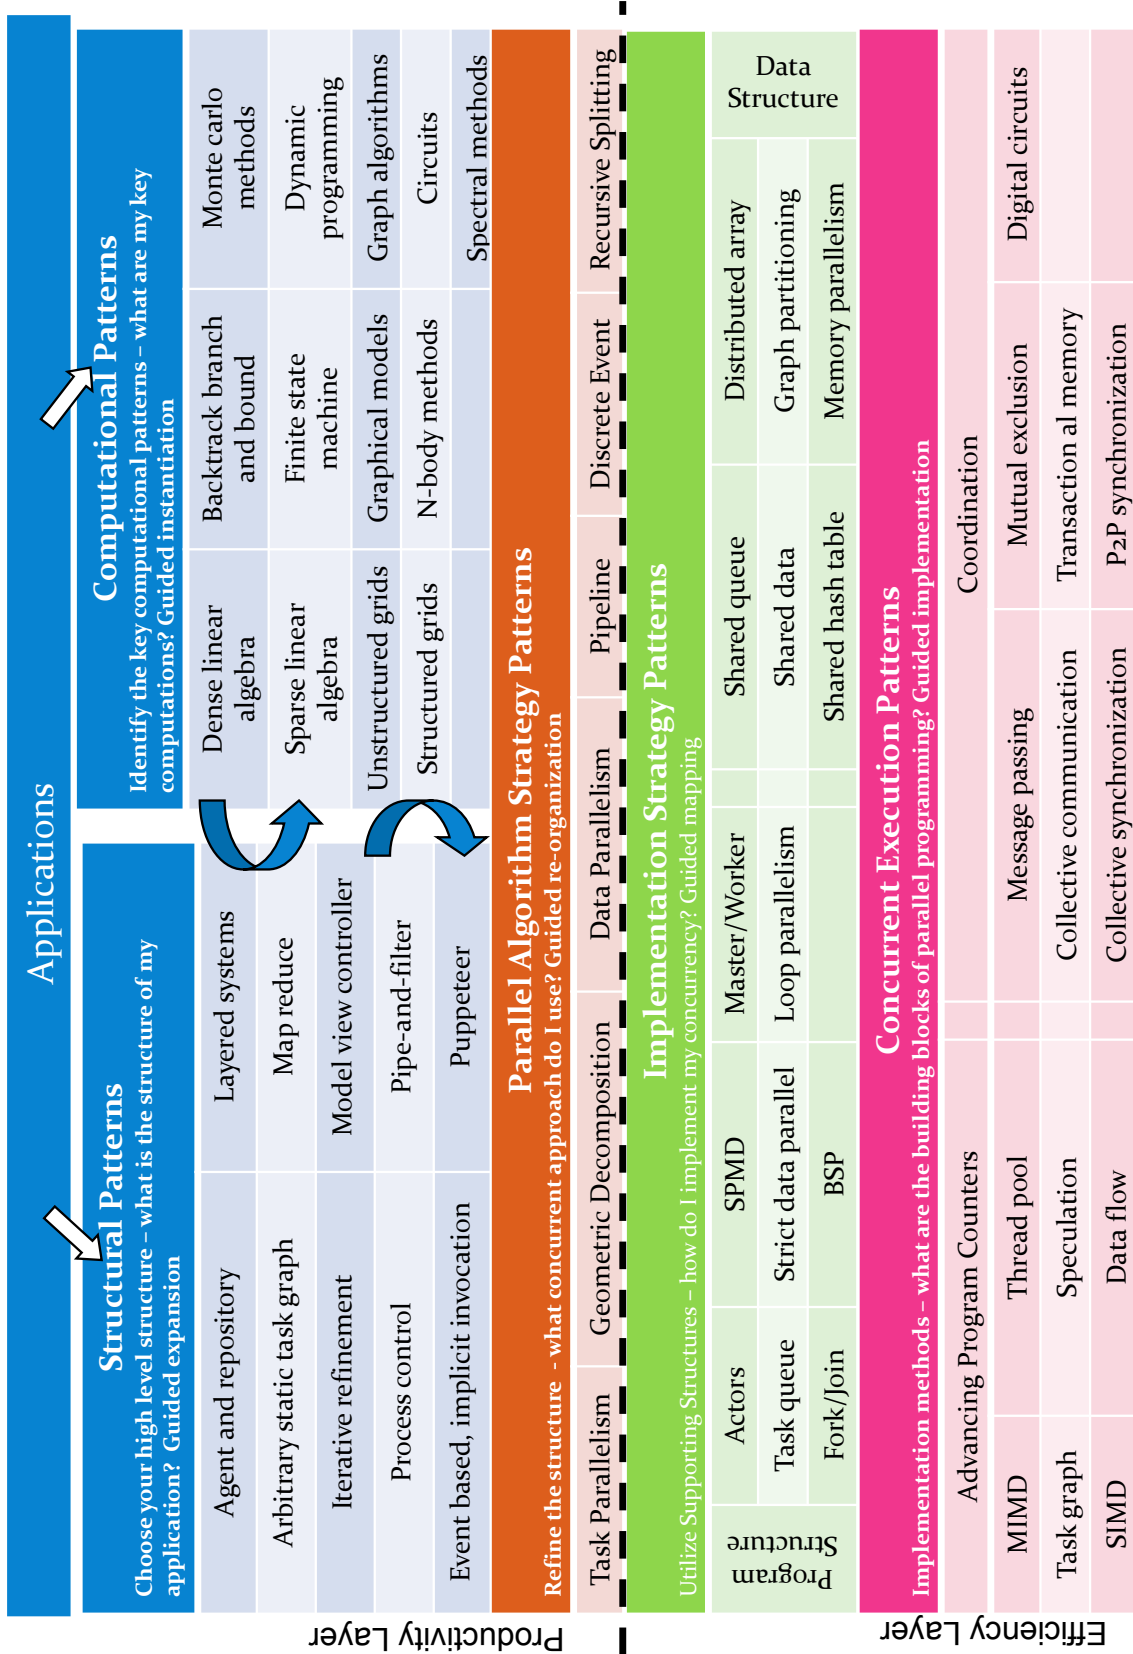 Applications
Structural Patterns
Choose your high level structure – what is the structure of my
application? Guided expansion
Computational Patterns
Identify the key computational patterns – what are my key
computations? Guided instantiation
Productivity Layer
Agent and repository
Layered systems
Arbitrary static task graph
Map reduce
Iterative refinement
Model view controller
Process control
Pipe-and-filter
Event based, implicit invocation
Puppeteer
Dense linear
algebra
Backtrack branch
and bound
Monte carlo
methods
Sparse linear
algebra
Finite state
machine
Dynamic
programming
Unstructured grids
Graphical models
Graph algorithms
Structured grids
N-body methods
Circuits
Spectral methods
Parallel Algorithm Strategy Patterns
Refine the structure - what concurrent approach do I use? Guided re-organization
Task Parallelism
Geometric Decomposition
Data Parallelism
Pipeline
Discrete Event
Recursive Splitting
Implementation Strategy Patterns
Utilize Supporting Structures – how do I implement my concurrency? Guided mapping
Program
Structure
Actors
SPMD
Master/Worker
Shared queue
Distributed array
Data
Structure
Task queue
Strict data parallel
Loop parallelism
Shared data
Graph partitioning
Fork/Join
BSP
Shared hash table
Memory parallelism
Concurrent Execution Patterns
Implementation methods – what are the building blocks of parallel programming? Guided implementation
Efficiency Layer
Advancing Program Counters
Coordination
MIMD
Thread pool
Message passing
Mutual exclusion
Digital circuits
Task graph
Speculation
Collective communication
Transaction al memory
SIMD
Data flow
Collective synchronization
P2P synchronization